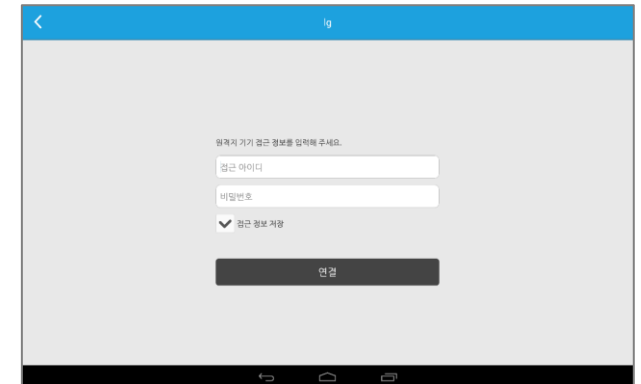 lg
원격지 기기 접근 정보를 입력해 주세요.
접근 아이디
비밀번호
접근 정보 저장
연결